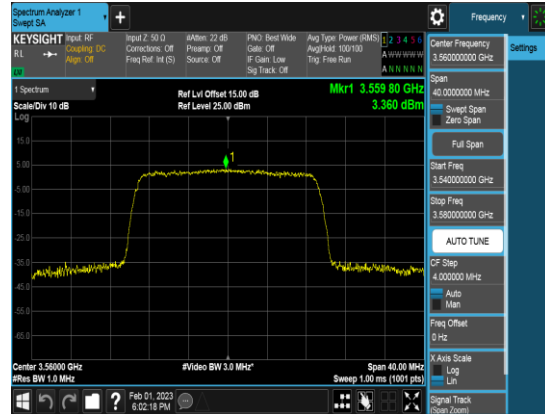 Spectrum Analyzer 1
Swept SA
+
Frequency
KEYSIGHT
RL
Input: RF
Coupling: DC
Align: Off
Input Z: 50 Ω
Corrections: Off
Freq Ref: Int (S)
#Atten: 22 dB
Preamp: Off
Source: Off
PNO: Best Wide
Gate: Off
IF Gain: Low
Sig Track: Off
Avg Type: Power (RMS)
Avg|Hold: 100/100
Trig: Free Run
1 2 3 4 5 6
A W W W W W
A N N N N N
LW
1 Spectrum
Scale/Div 10 dB
Log
Ref Lvl Offset 15.00 dB
Ref Level 25.00 dBm
Mkr1 3.559 80 GHz
3.360 dBm
1
15.0
5.00
-5.00
-15.0
-25.0
-35.0
-45.0
-55.0
-65.0
Center 3.56000 GHz
#Res BW 1.0 MHz
#Video BW 3.0 MHz*
Span 40.00 MHz
Sweep 1.00 ms (1001 pts)
Feb 01, 2023
6:02:18 PM
?
Center Frequency
3.560000000 GHz
Settings
Span
40.0000000 MHz
Swept Span
Zero Span
Full Span
Start Freq
3.540000000 GHz
Stop Freq
3.580000000 GHz
AUTO TUNE
CF Step
4.000000 MHz
Auto
Man
Freq Offset
0 Hz
X Axis Scale
Log
Lin
Signal Track
(Span Zoom)